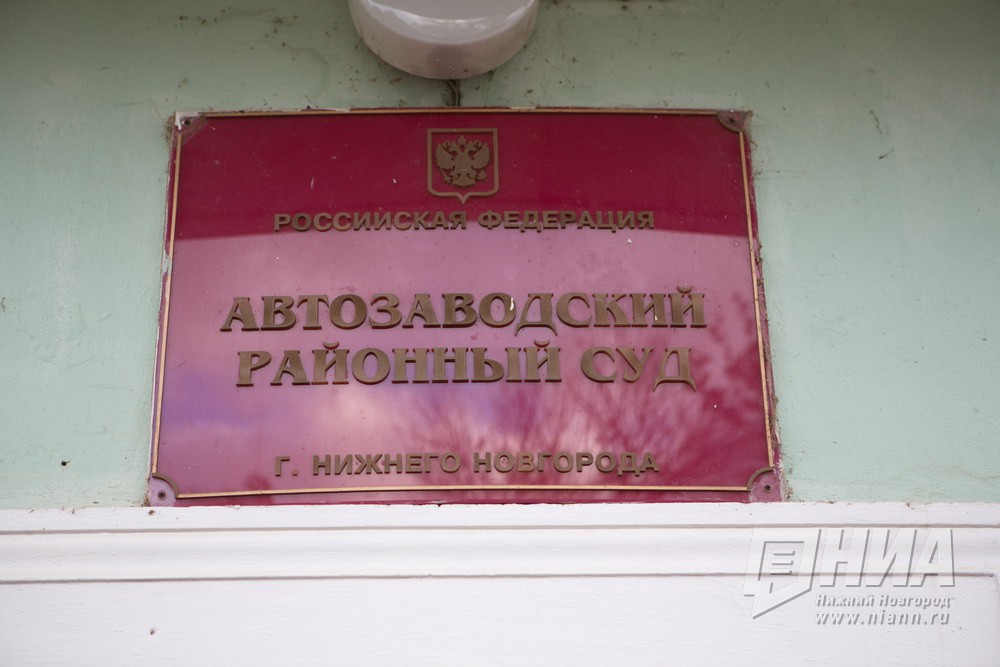 РОССИЙСКАЯ ФЕДЕРАЦИЯ
АВТОЗАВОДСКИЙ
РАЙОННЫЙ СУД
Г. НИЖНЕГО НОВГОРОДА
НИА
Нижний Новгород
www.niann.ru